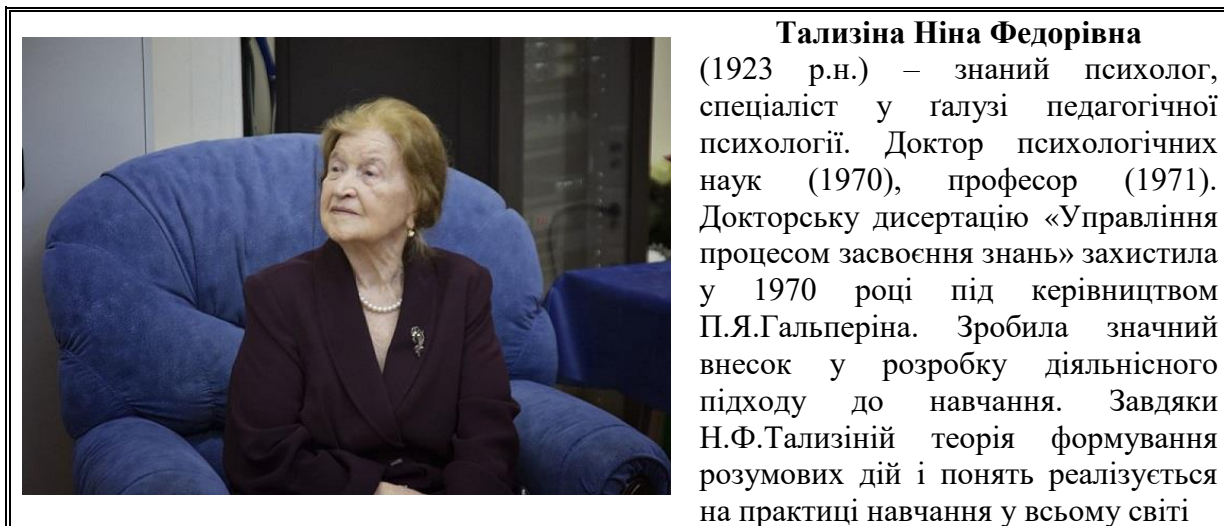 Тализіна Ніна Федорівна
(1923 р.н.) – знаний психолог,
спеціаліст у ґалузі педагогічної
психології. Доктор психологічних
наук (1970), професор (1971).
Докторську дисертацію «Управління
процесом засвоєння знань» захистила
у 1970 році під керівництвом
П.Я.Гальперіна. Зробила значний
внесок у розробку діяльнісного
підходу до навчання. Завдяки
Н.Ф.Тализіній теорія формування
розумових дій і понять реалізується
на практиці навчання у всьому світі